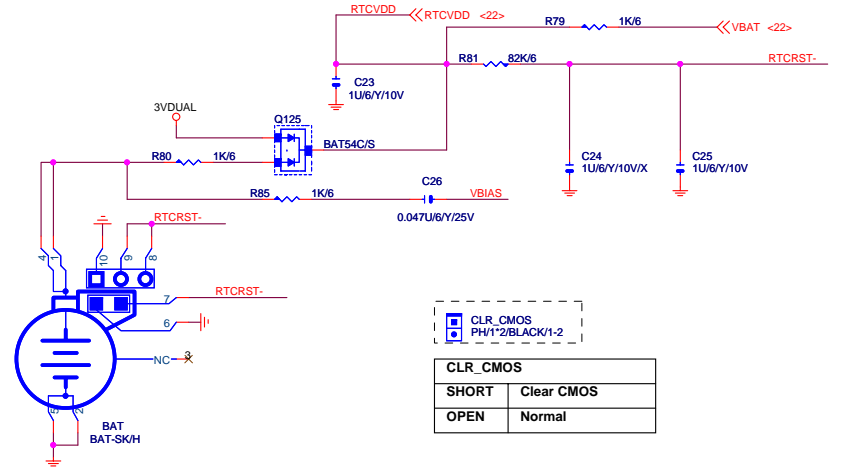 RTCVDD
RTCVDD <22>
R79
1K/6
VBAT <22>
R81
82K/6
RTCRST-
C23
1U/6/Y/10V
3VDUAL
Q125
BAT54C/S
R80
1K/6
C24
1U/6/Y/10V/X
C25
1U/6/Y/10V
R85
1K/6
C26
VBIAS
0.047U/6/Y/25V
RTCRST-
4
1
10
9
8
7
RTCRST-
6
NC
3
5
2
BAT
BAT-SK/H
CLR_CMOS
PH/1*2/BLACK/1-2
CLR_CMOS
SHORT Clear CMOS
OPEN Normal